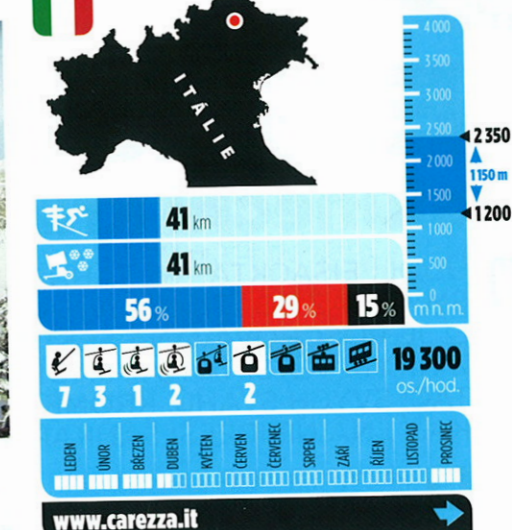 ITÁLIE
4 000
3 500
3 000
2 500
2 000
1500
1 000
500
0
m n. m.
2 350
1 150 m
1 200
41 km
41 km
56 % 29 % 15 %
7 3 1 2 2
19 300
os./hod.
LEDEN ÚNOR BŘEZEN DUBEN KVĚTEN ČERVEN ČERVENEC SRPEN ZÁŘÍ ŘÍJEN LISTOPAD PROSINEC
www.carezza.it